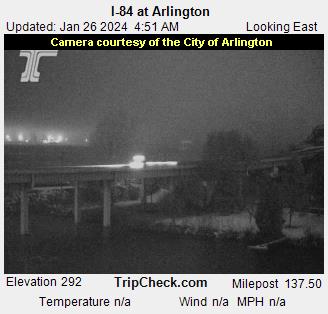 I-84 at Arlington
Updated: Jan 26 2024 4:51 AM Looking East
Camera courtesy of the City of Arlington
Elevation 292 TripCheck.com Milepost 137.50
Temperature n/a Wind n/a MPH n/a